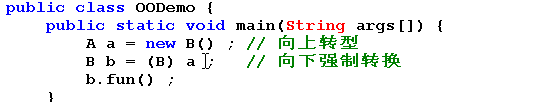 public class OODemo {
    public static void main(String args[]) {
        A a = new B() ; // 向上转型
        B b = (B) a ;   // 向下强制转换
        b.fun() ;
    }